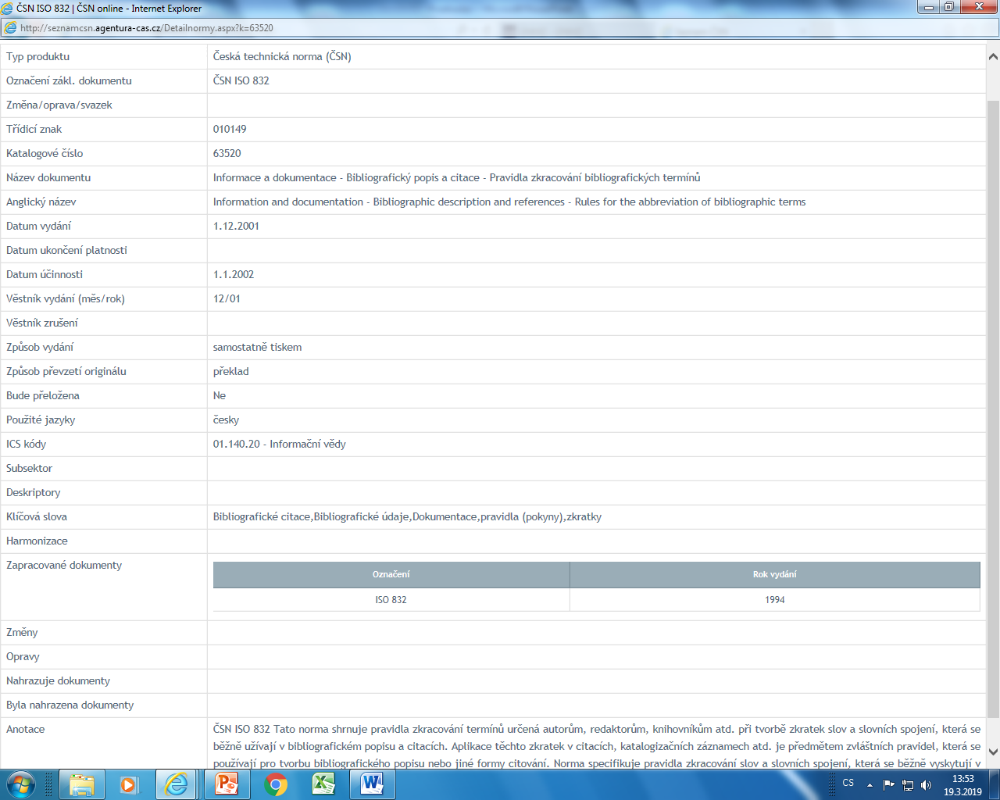 ČSN ISO 832 | ČSN online - Internet Explorer
http://seznamcsn.agentura-cas.cz/Detailnormy.aspx?k=63520
Typ produktu Česká technická norma (ČSN)
Označení zákl. dokumentu ČSN ISO 832
Změna/oprava/svazek
Třídicí znak 010149
Katalogové číslo 63520
Název dokumentu Informace a dokumentace - Bibliografický popis a citace - Pravidla zkracování bibliografických termínů
Anglický název Information and documentation - Bibliographic description and references - Rules for the abbreviation of bibliographic terms
Datum vydání 1.12.2001
Datum ukončení platnosti
Datum účinnosti 1.1.2002
Věstník vydání (měs/rok) 12/01
Věstník zrušení
Způsob vydání samostatně tiskem
Způsob převzetí originálu překlad
Bude přeložena Ne
Použité jazyky česky
ICS kódy 01.140.20 - Informační vědy
Subsektor
Deskriptory
Klíčová slova Bibliografické citace,Bibliografické údaje,Dokumentace,pravidla (pokyny),zkratky
Harmonizace
Zapracované dokumenty
Označení Rok vydání
ISO 832 1994
Změny
Opravy
Nahrazuje dokumenty
Byla nahrazena dokumenty
Anotace ČSN ISO 832 Tato norma shrnuje pravidla zkracování termínů určená autorům, redaktorům, knihovníkům atd. při tvorbě zkratek slov a slovních spojení, která se
běžně užívají v bibliografickém popisu a citacích. Aplikace těchto zkratek v citacích, katalogizačních záznamech atd. je předmětem zvláštních pravidel, která se
používají pro tvorbu bibliografického popisu nebo jiné formy citování. Norma specifikuje pravidla zkracování slov a slovních spojení, která se běžně vyskytují v
CS 13:53
19.3.2019